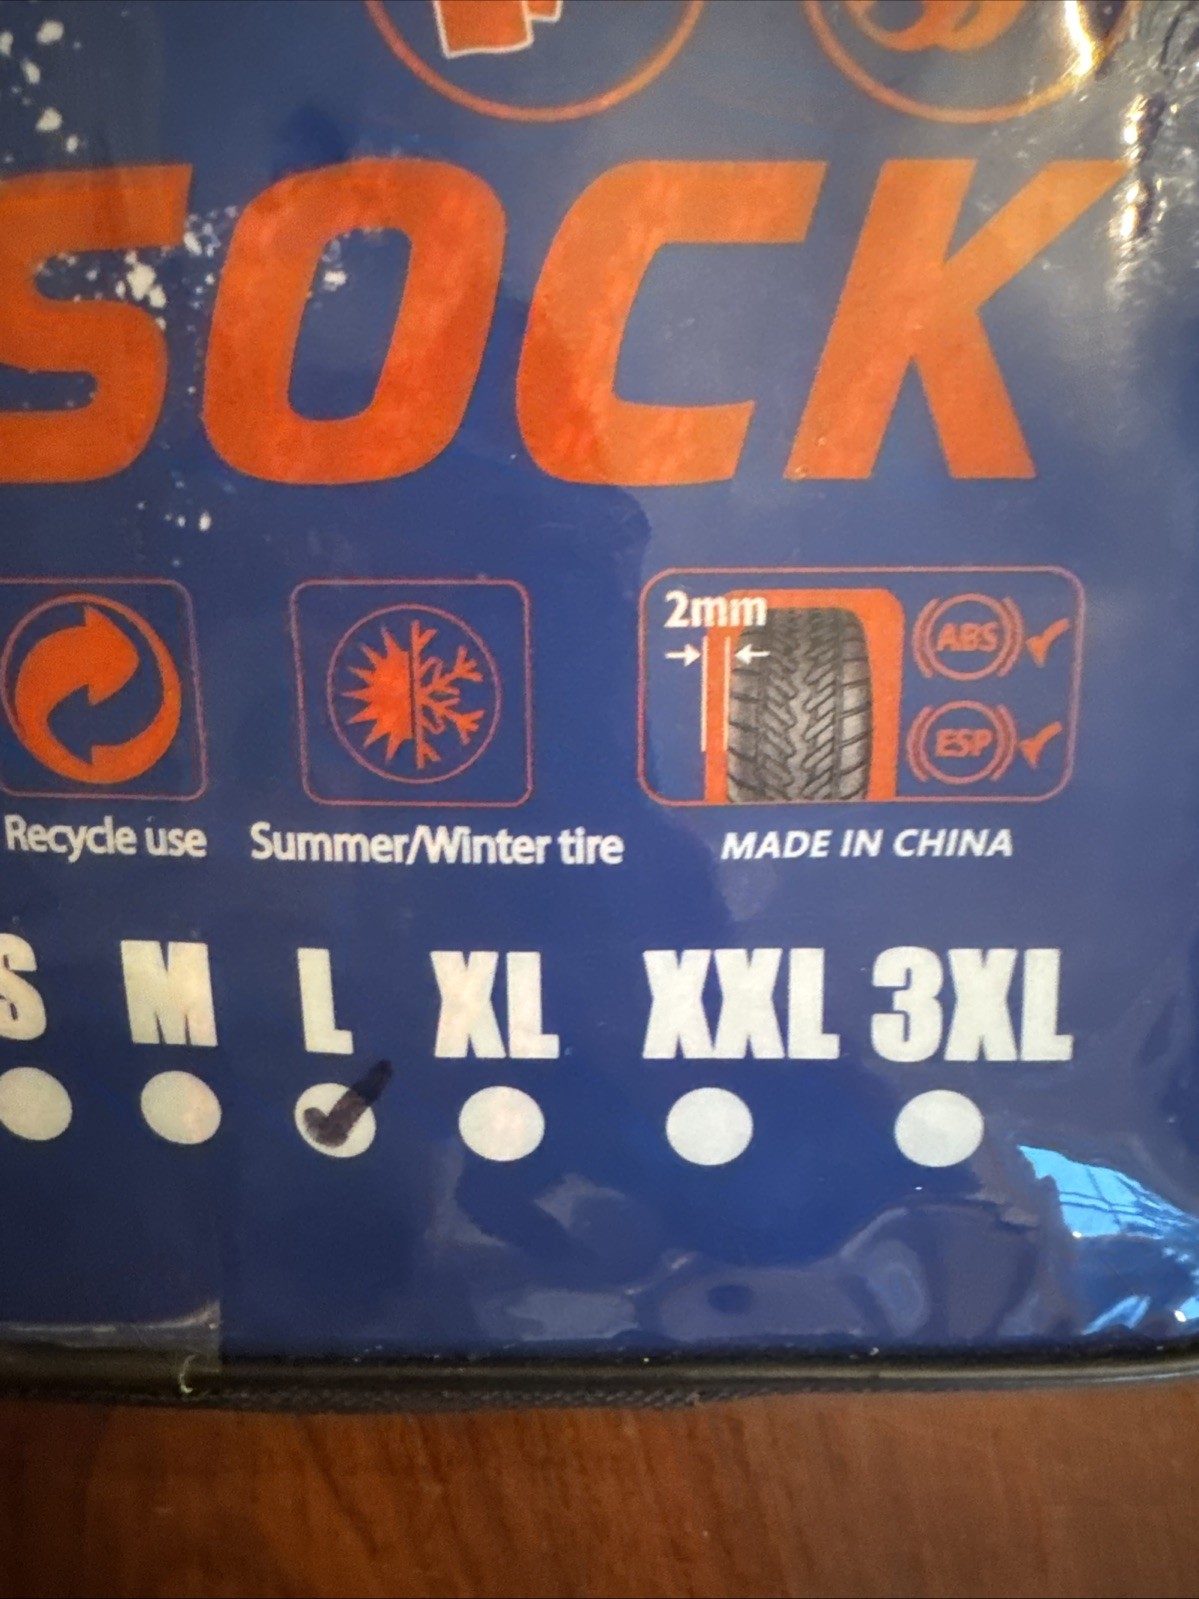 SOCK
2mm
ABS
ESP
Recycle use Summer/Winter tire MADE IN CHINA
S M L XL XXL 3XL